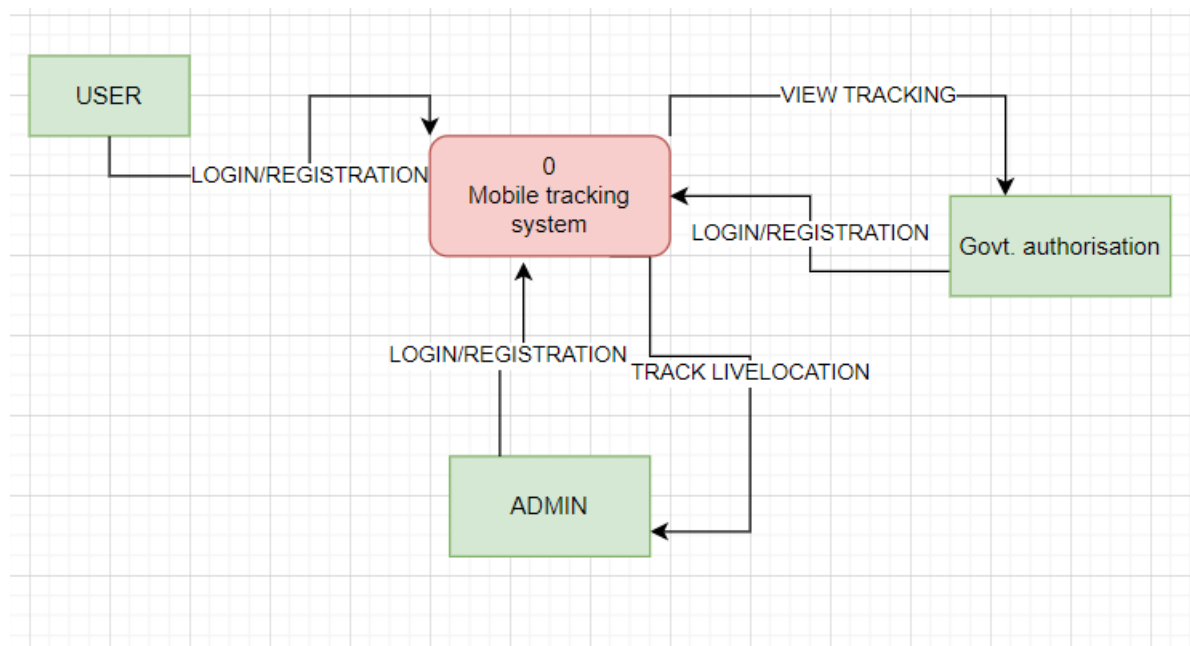 USER
VIEW TRACKING
LOGIN/REGISTRATION
0
Mobile tracking
system
LOGIN/REGISTRATION
Govt. authorisation
LOGIN/REGISTRATION
TRACK LIVELOCATION
ADMIN